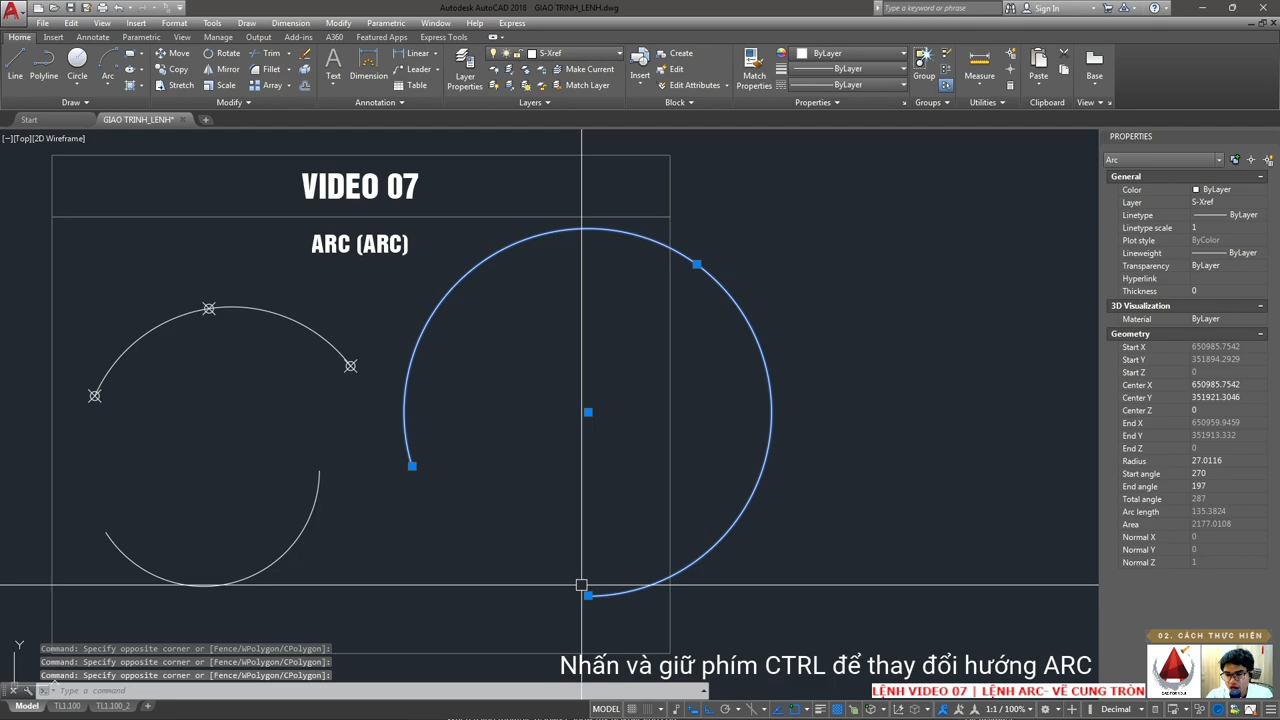 Autodesk AutoCAD 2018 GIAO TRINH_LENH.dwg
Type a keyword or phrase
Sign In
File Edit View Insert Format Tools Draw Dimension Modify Parametric Window Help Express
Home Insert Annotate Parametric View Manage Output Add-ins A360 Featured Apps Express Tools
Line Polyline Circle Arc
Move Rotate Trim
Copy Mirror Fillet
Stretch Scale Array
Text Dimension
Linear
Leader
Table
Layer Properties
S-Xref
Make Current
Match Layer
Insert
Create
Edit
Edit Attributes
Match Properties
ByLayer
ByLayer
ByLayer
Group
Measure
Paste
Base
Draw Modify Annotation Layers Block Properties Groups Utilities Clipboard View
Start GIAO TRINH_LENH*
[−][Top][2D Wireframe]
VIDEO 07
ARC (ARC)
PROPERTIES
Arc
General
Color ByLayer
Layer S-Xref
Linetype ByLayer
Linetype scale 1
Plot style ByColor
Lineweight ByLayer
Transparency ByLayer
Hyperlink
Thickness 0
3D Visualization
Material ByLayer
Geometry
Start X 650985.7542
Start Y 351894.2929
Start Z 0
Center X 650985.7542
Center Y 351921.3046
Center Z 0
End X 650959.9459
End Y 351913.332
End Z 0
Radius 27.0116
Start angle 270
End angle 197
Total angle 287
Arc length 135.3824
Area 2177.0108
Normal X 0
Normal Y 0
Normal Z 1
02. CÁCH THỰC HIỆN
Y
Command: Specify opposite corner or [Fence/WPolygon/CPolygon]:
Command: Specify opposite corner or [Fence/WPolygon/CPolygon]:
Command: Specify opposite corner or [Fence/WPolygon/CPolygon]:
Type a command
Nhấn và giữ phím CTRL để thay đổi hướng ARC
LỆNH VIDEO 07 | LỆNH ARC- VẼ CUNG TRÒN
Model TL1.100 TL1.100_2
MODEL
1:1 / 100%
Decimal